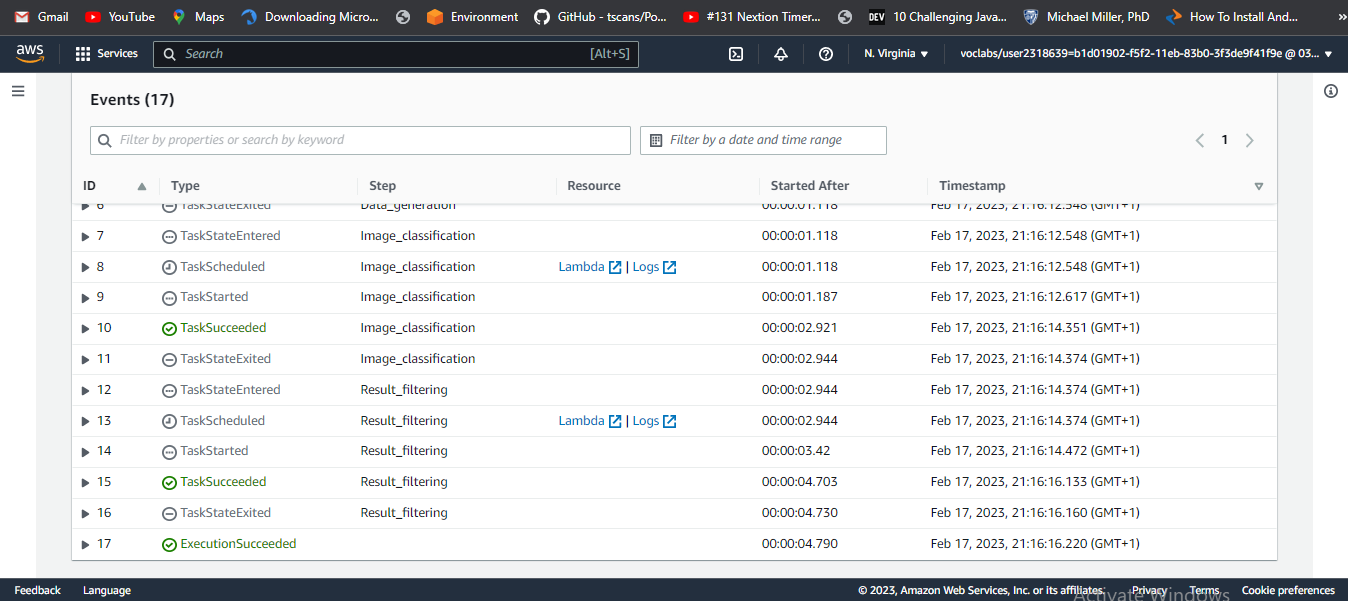 Gmail YouTube Maps Downloading Micro... Environment GitHub - tscans/Po... #131 Nextion Timer... DEV 10 Challenging Java... Michael Miller, PhD How To Install And... »
aws Services Search [Alt+S] N. Virginia ▼ voclabs/user2318639=b1d01902-f5f2-11eb-83b0-3f3de9f41f9e @ 03... ▼
Events (17)
Filter by properties or search by keyword Filter by a date and time range 1
ID Type Step Resource Started After Timestamp
6 TaskStateExited Data_generation 00:00:01.118 Feb 17, 2023, 21:16:12.548 (GMT+1)
7 TaskStateEntered Image_classification 00:00:01.118 Feb 17, 2023, 21:16:12.548 (GMT+1)
8 TaskScheduled Image_classification Lambda | Logs 00:00:01.118 Feb 17, 2023, 21:16:12.548 (GMT+1)
9 TaskStarted Image_classification 00:00:01.187 Feb 17, 2023, 21:16:12.617 (GMT+1)
10 TaskSucceeded Image_classification 00:00:02.921 Feb 17, 2023, 21:16:14.351 (GMT+1)
11 TaskStateExited Image_classification 00:00:02.944 Feb 17, 2023, 21:16:14.374 (GMT+1)
12 TaskStateEntered Result_filtering 00:00:02.944 Feb 17, 2023, 21:16:14.374 (GMT+1)
13 TaskScheduled Result_filtering Lambda | Logs 00:00:02.944 Feb 17, 2023, 21:16:14.374 (GMT+1)
14 TaskStarted Result_filtering 00:00:03.42 Feb 17, 2023, 21:16:14.472 (GMT+1)
15 TaskSucceeded Result_filtering 00:00:04.703 Feb 17, 2023, 21:16:16.133 (GMT+1)
16 TaskStateExited Result_filtering 00:00:04.730 Feb 17, 2023, 21:16:16.160 (GMT+1)
17 ExecutionSucceeded 00:00:04.790 Feb 17, 2023, 21:16:16.220 (GMT+1)
Feedback Language © 2023, Amazon Web Services, Inc. or its affiliates. Privacy Terms Cookie preferences
Activate Windows